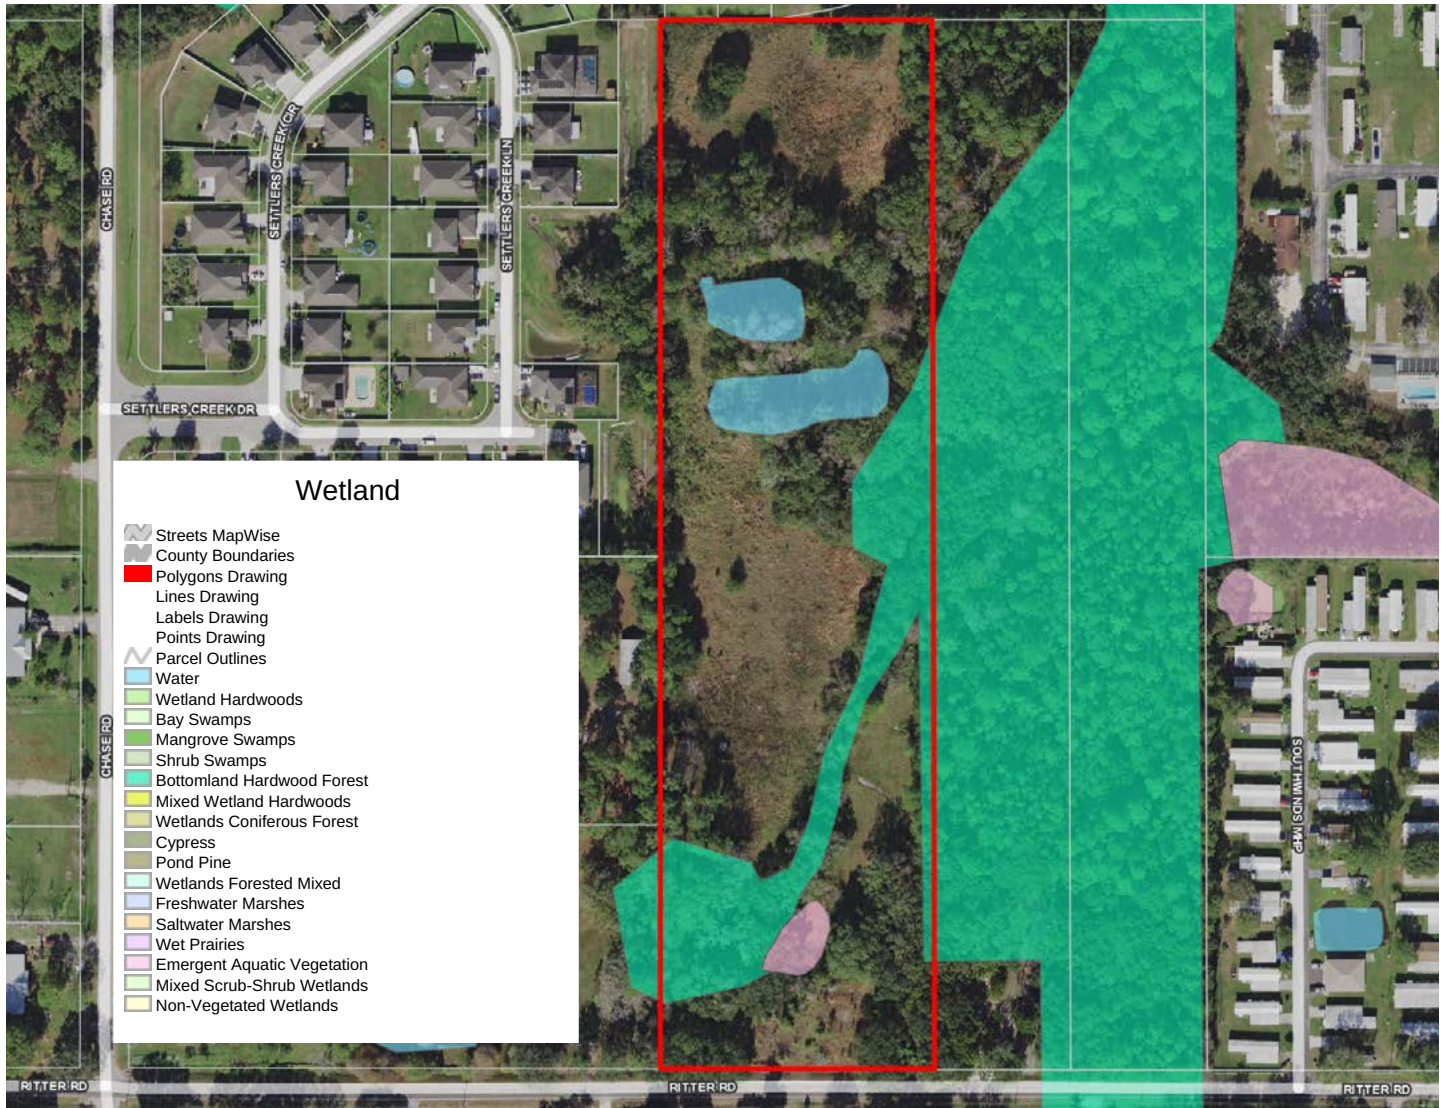 CHASE RD
SETTLERS CREEK CIR
SETTLERS CREEK LN
SETTLERS CREEK DR
Wetland
Streets MapWise
County Boundaries
Polygons Drawing
Lines Drawing
Labels Drawing
Points Drawing
Parcel Outlines
Water
Wetland Hardwoods
Bay Swamps
Mangrove Swamps
Shrub Swamps
Bottomland Hardwood Forest
Mixed Wetland Hardwoods
Wetlands Coniferous Forest
Cypress
Pond Pine
Wetlands Forested Mixed
Freshwater Marshes
Saltwater Marshes
Wet Prairies
Emergent Aquatic Vegetation
Mixed Scrub-Shrub Wetlands
Non-Vegetated Wetlands
CHASE RD
SOUTHWINDS MHP
RITTER RD
RITTER RD
RITTER RD